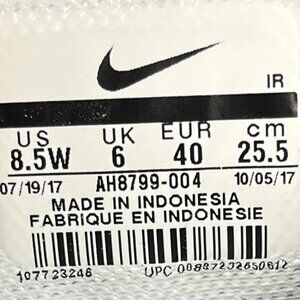 IR
US UK EUR cm
8.5W 6 40 25.5
07/19/17 AH8799-004 10/05/17
MADE IN INDONESIA
FABRIQUE EN INDONESIE
107723246 UPC